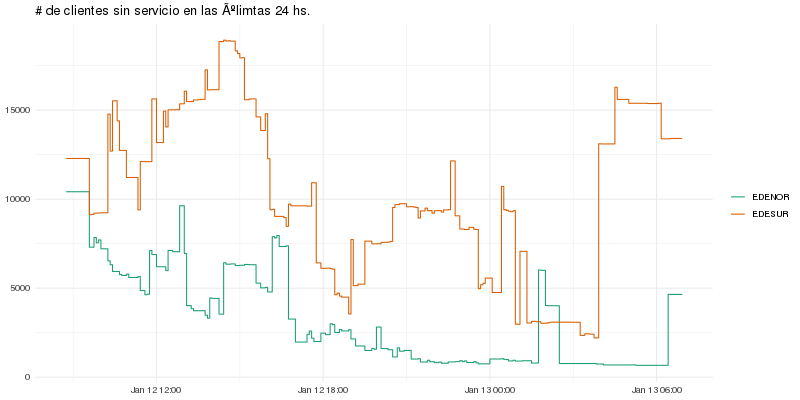 # de clientes sin servicio en las Ãºlimtas 24 hs.
15000
10000
5000
0
Jan 12 12:00
Jan 12 18:00
Jan 13 00:00
Jan 13 06:00
EDENOR
EDESUR